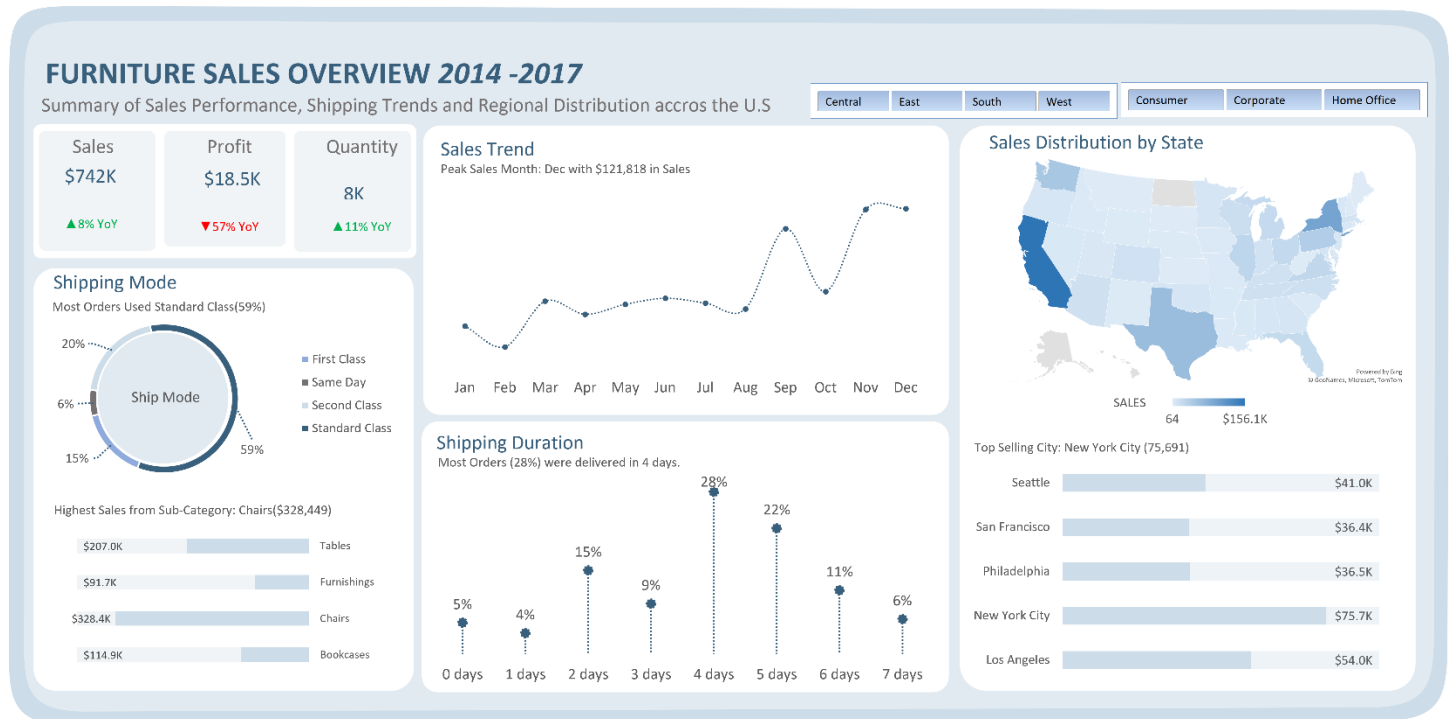 FURNITURE SALES OVERVIEW 2014 -2017
Summary of Sales Performance, Shipping Trends and Regional Distribution accros the U.S
Central East South West
Consumer Corporate Home Office
Sales
$742K
▲8% YoY
Profit
$18.5K
▼57% YoY
Quantity
8K
▲11% YoY
Shipping Mode
Most Orders Used Standard Class(59%)
20%
6%
15%
59%
Ship Mode
First Class
Same Day
Second Class
Standard Class
Highest Sales from Sub-Category: Chairs($328,449)
$207.0K Tables
$91.7K Furnishings
$328.4K Chairs
$114.9K Bookcases
Sales Trend
Peak Sales Month: Dec with $121,818 in Sales
Jan Feb Mar Apr May Jun Jul Aug Sep Oct Nov Dec
Shipping Duration
Most Orders (28%) were delivered in 4 days.
5% 4% 15% 9% 28% 22% 11% 6%
0 days 1 days 2 days 3 days 4 days 5 days 6 days 7 days
Sales Distribution by State
Powered by Bing
© GeoNames, Microsoft, TomTom
SALES
64 $156.1K
Top Selling City: New York City (75,691)
Seattle $41.0K
San Francisco $36.4K
Philadelphia $36.5K
New York City $75.7K
Los Angeles $54.0K